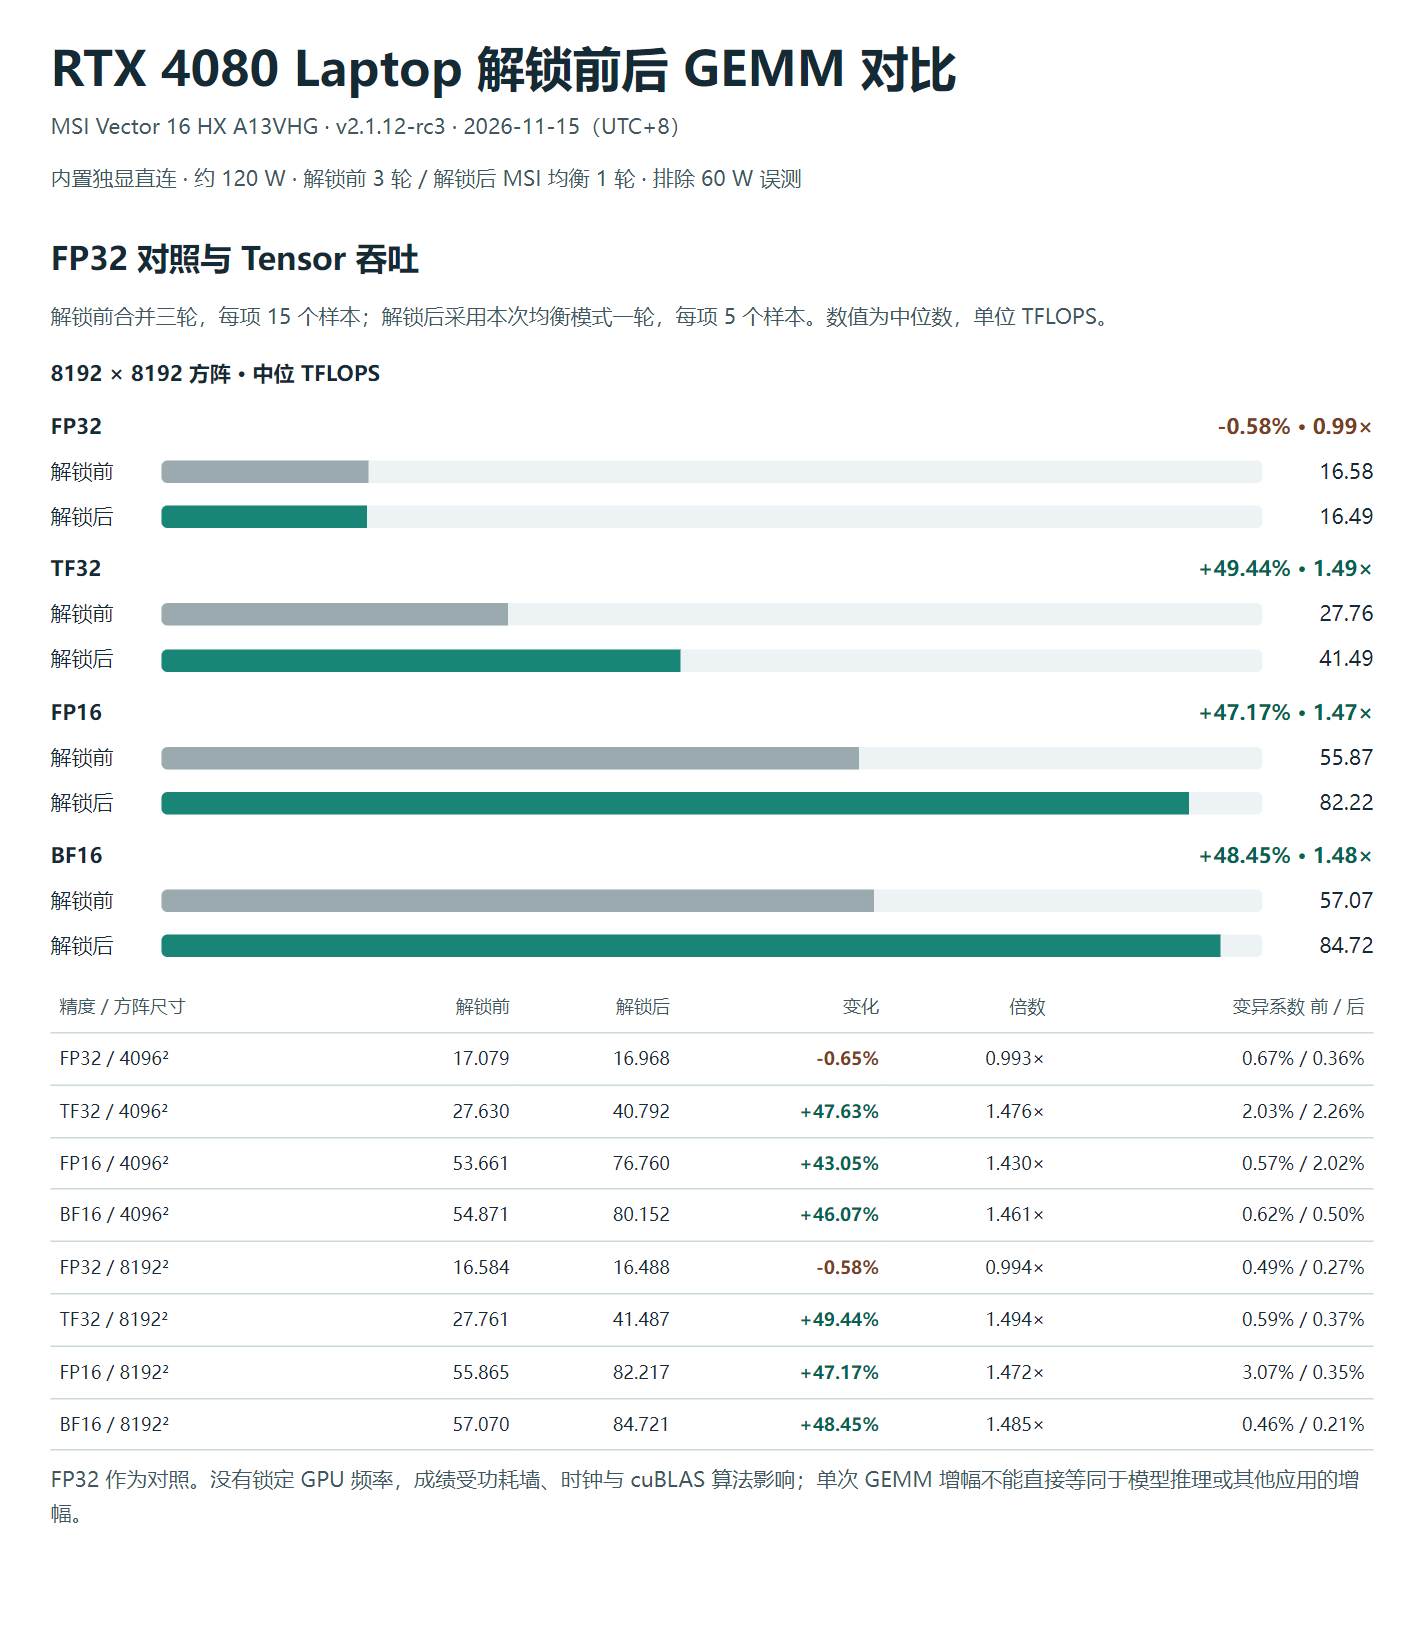 RTX 4080 Laptop 解锁前后 GEMM 对比
MSI Vector 16 HX A13VHG · v2.1.12-rc3 · 2026-11-15（UTC+8）
内置独显直连 · 约 120 W · 解锁前 3 轮 / 解锁后 MSI 均衡 1 轮 · 排除 60 W 误测
FP32 对照与 Tensor 吞吐
解锁前合并三轮，每项 15 个样本；解锁后采用本次均衡模式一轮，每项 5 个样本。数值为中位数，单位 TFLOPS。
8192 × 8192 方阵 • 中位 TFLOPS
FP32 -0.58% • 0.99×
解锁前 16.58
解锁后 16.49
TF32 +49.44% • 1.49×
解锁前 27.76
解锁后 41.49
FP16 +47.17% • 1.47×
解锁前 55.87
解锁后 82.22
BF16 +48.45% • 1.48×
解锁前 57.07
解锁后 84.72
精度 / 方阵尺寸 解锁前 解锁后 变化 倍数 变异系数 前 / 后
FP32 / 4096² 17.079 16.968 -0.65% 0.993× 0.67% / 0.36%
TF32 / 4096² 27.630 40.792 +47.63% 1.476× 2.03% / 2.26%
FP16 / 4096² 53.661 76.760 +43.05% 1.430× 0.57% / 2.02%
BF16 / 4096² 54.871 80.152 +46.07% 1.461× 0.62% / 0.50%
FP32 / 8192² 16.584 16.488 -0.58% 0.994× 0.49% / 0.27%
TF32 / 8192² 27.761 41.487 +49.44% 1.494× 0.59% / 0.37%
FP16 / 8192² 55.865 82.217 +47.17% 1.472× 3.07% / 0.35%
BF16 / 8192² 57.070 84.721 +48.45% 1.485× 0.46% / 0.21%
FP32 作为对照。没有锁定 GPU 频率，成绩受功耗墙、时钟与 cuBLAS 算法影响；单次 GEMM 增幅不能直接等同于模型推理或其他应用的增
幅。